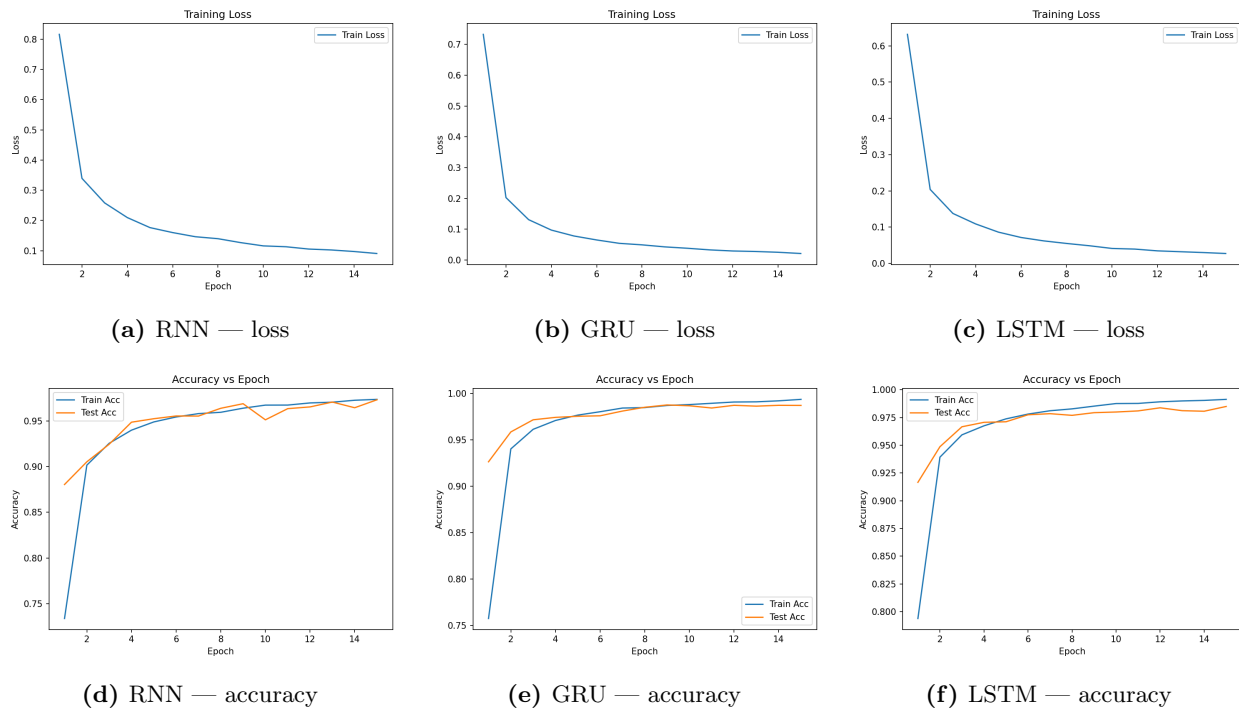 Training Loss
Train Loss
0.8
0.7
0.6
0.5
0.4
0.3
0.2
0.1
Loss
2 4 6 8 10 12 14
Epoch
(a) RNN — loss
Training Loss
Train Loss
0.7
0.6
0.5
0.4
0.3
0.2
0.1
0.0
Loss
2 4 6 8 10 12 14
Epoch
(b) GRU — loss
Training Loss
Train Loss
0.6
0.5
0.4
0.3
0.2
0.1
0.0
Loss
2 4 6 8 10 12 14
Epoch
(c) LSTM — loss
Accuracy vs Epoch
Train Acc
Test Acc
0.95
0.90
0.85
0.80
0.75
Accuracy
2 4 6 8 10 12 14
Epoch
(d) RNN — accuracy
Accuracy vs Epoch
1.00
0.95
0.90
0.85
0.80
0.75
Accuracy
Train Acc
Test Acc
2 4 6 8 10 12 14
Epoch
(e) GRU — accuracy
Accuracy vs Epoch
Train Acc
Test Acc
1.000
0.975
0.950
0.925
0.900
0.875
0.850
0.825
0.800
Accuracy
2 4 6 8 10 12 14
Epoch
(f) LSTM — accuracy